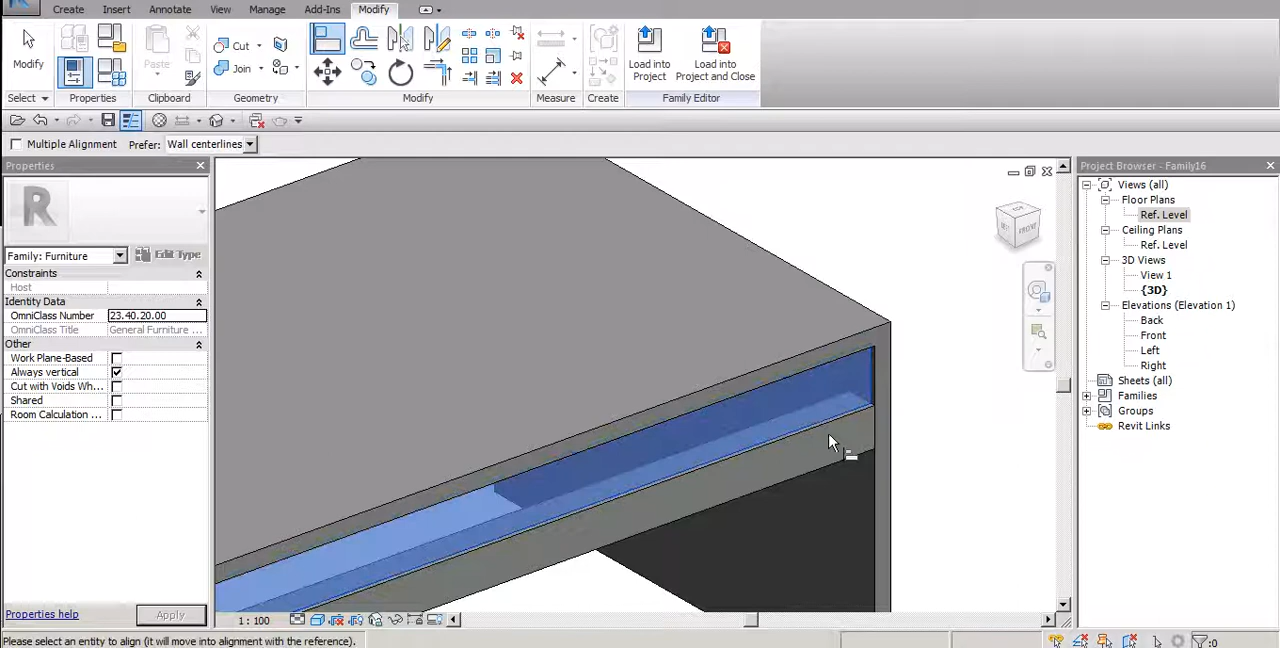 Create Insert Annotate View Manage Add-Ins Modify
Modify
Paste
Cut
Join
Load into Project
Load into Project and Close
Select Properties Clipboard Geometry Modify Measure Create Family Editor
Multiple Alignment Prefer: Wall centerlines
Properties
R
Family: Furniture
Edit Type
Constraints
Host
Identity Data
OmniClass Number 23.40.20.00
OmniClass Title General Furniture ...
Other
Work Plane-Based
Always vertical
Cut with Voids Wh...
Shared
Room Calculation ...
Properties help
Apply
FRONT
Project Browser - Family16
Views (all)
Floor Plans
Ref. Level
Ceiling Plans
Ref. Level
3D Views
View 1
{3D}
Elevations (Elevation 1)
Back
Front
Left
Right
Sheets (all)
Families
Groups
Revit Links
1 : 100
Please select an entity to align (it will move into alignment with the reference).
:0